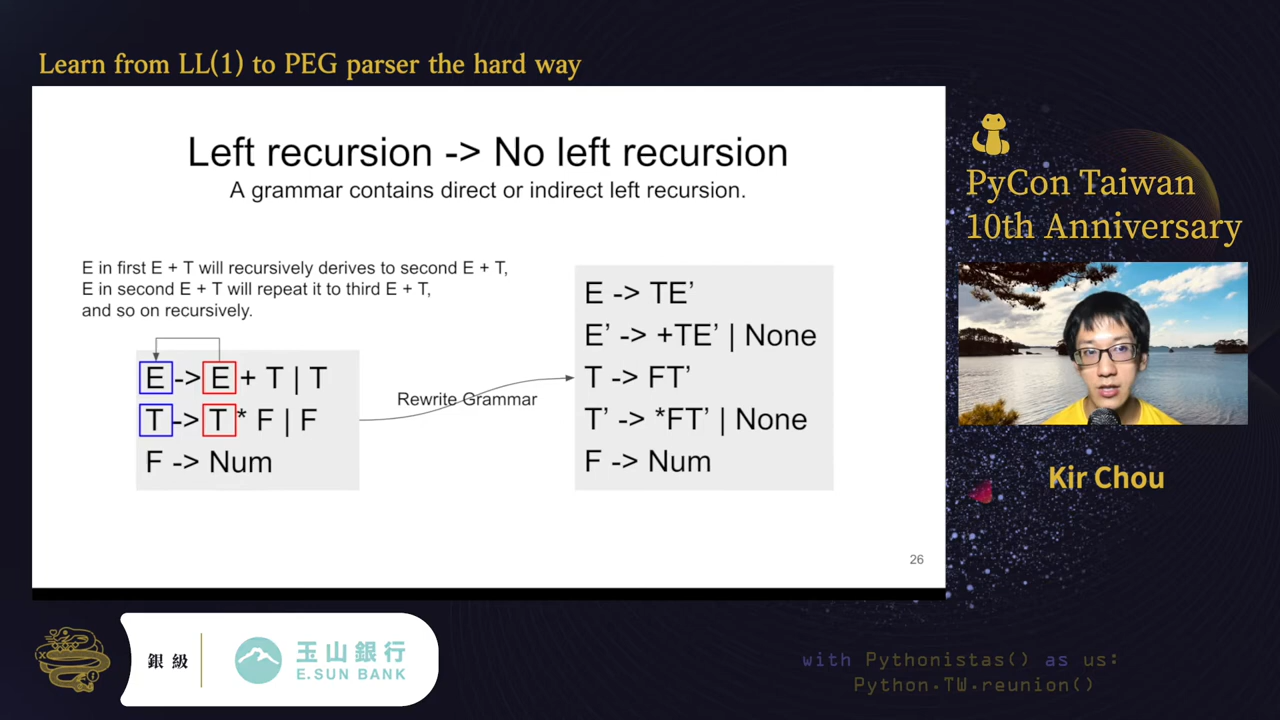 Learn from LL(1) to PEG parser the hard way
Left recursion -> No left recursion
A grammar contains direct or indirect left recursion.
E in first E + T will recursively derives to second E + T,
E in second E + T will repeat it to third E + T,
and so on recursively.
E -> E + T | T
T -> T * F | F
F -> Num
Rewrite Grammar
E -> TE’
E’ -> +TE’ | None
T -> FT’
T’ -> *FT’ | None
F -> Num
26
PyCon Taiwan
10th Anniversary
Kir Chou
銀級
玉山銀行
E.SUN BANK
with Pythonistas() as us:
Python.TW.reunion()